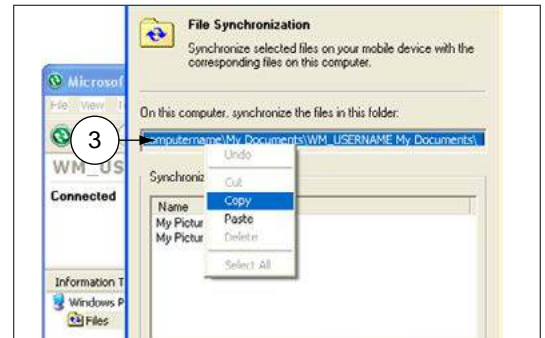 File Synchronization
Synchronize selected files on your mobile device with the
corresponding files on this computer.
Microsof
File View T
On this computer, synchronize the files in this folder:
3
omputername\My Documents\WM_USERNAME My Documents\
WM_US
Undo
Synchroniz
Cut
Connected
Copy
Name
Paste
My Pictur
Delete
My Pictur
Select All
Information T
Windows P
Files